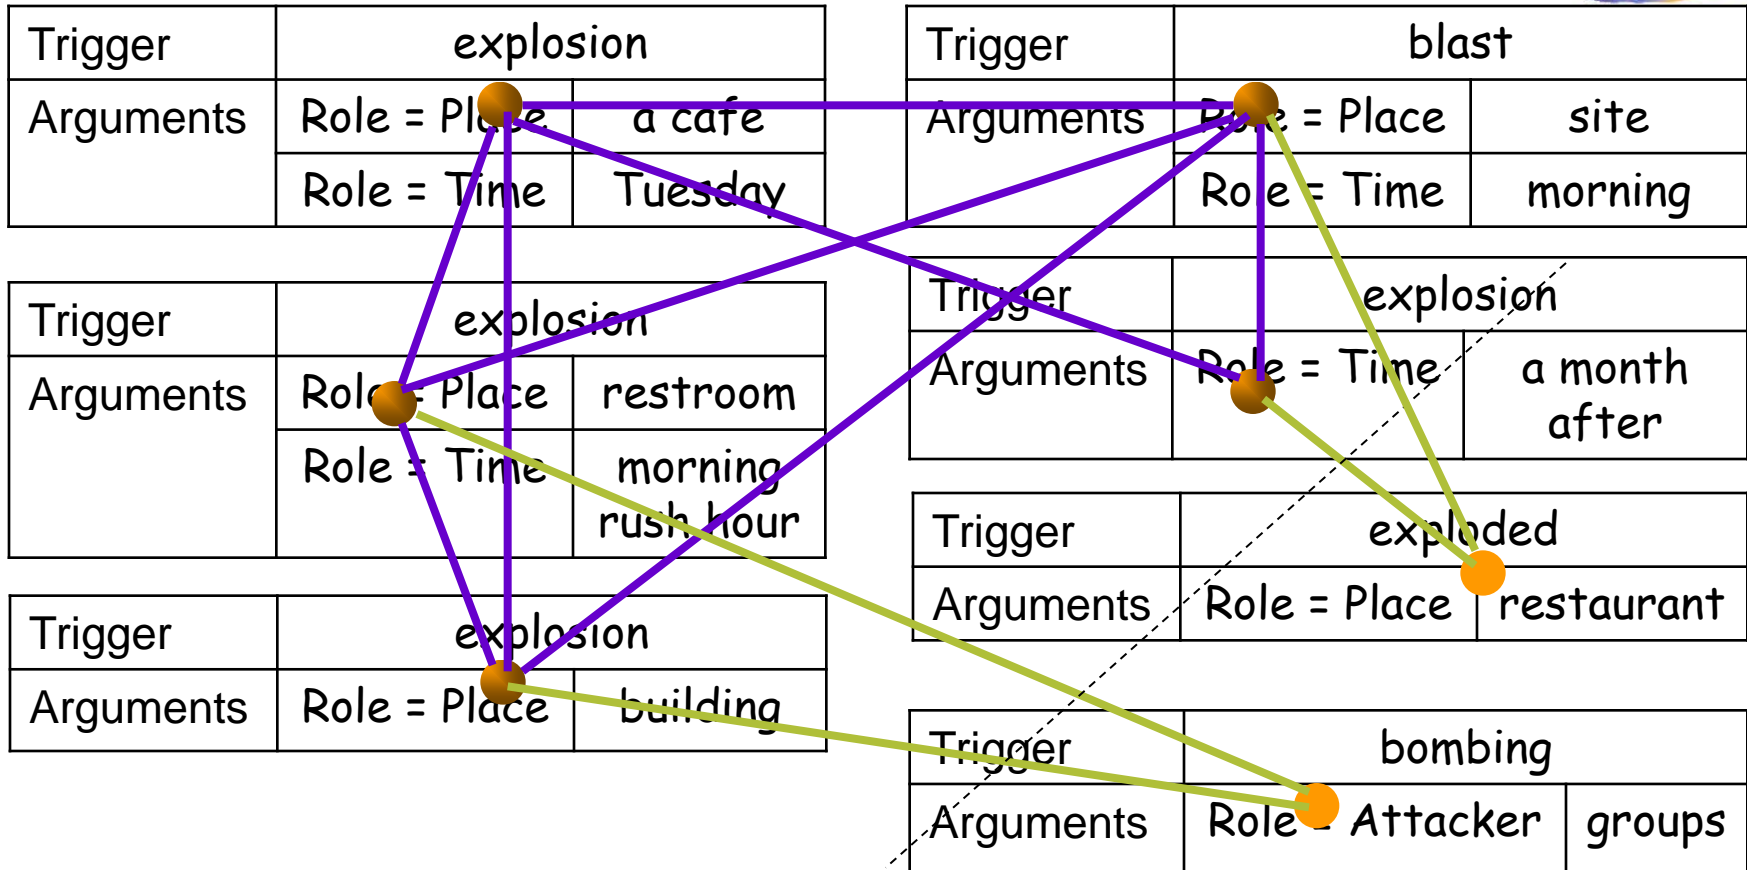 Trigger explosion
Arguments Role = Place a cafe
Role = Time Tuesday
Trigger explosion
Arguments Role = Place restroom
Role = Time morning
rush hour
Trigger explosion
Arguments Role = Place building
Trigger blast
Arguments Role = Place site
Role = Time morning
Trigger explosion
Arguments Role = Time a month
after
Trigger exploded
Arguments Role = Place restaurant
Trigger bombing
Arguments Role = Attacker groups